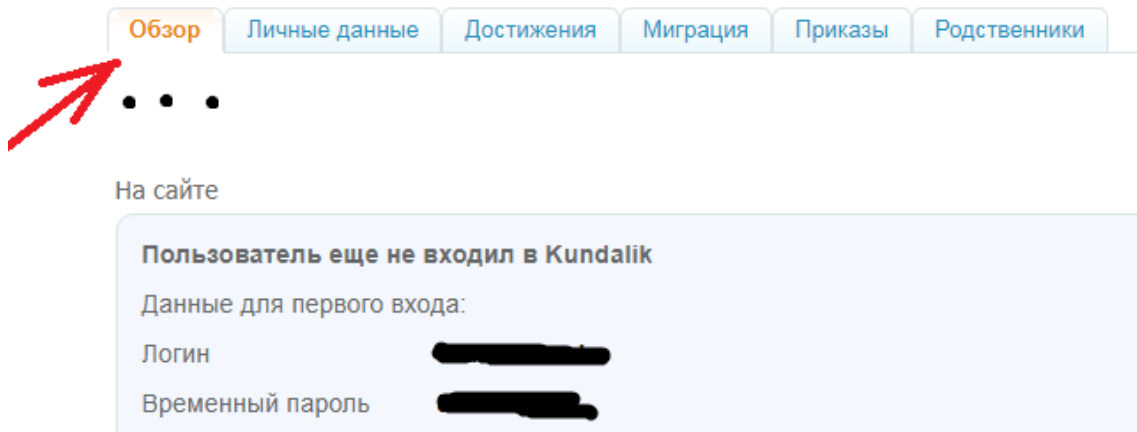 Обзор Личные данные Достижения Миграция Приказы Родственники
На сайте
Пользователь еще не входил в Kundalik
Данные для первого входа:
Логин
Временный пароль